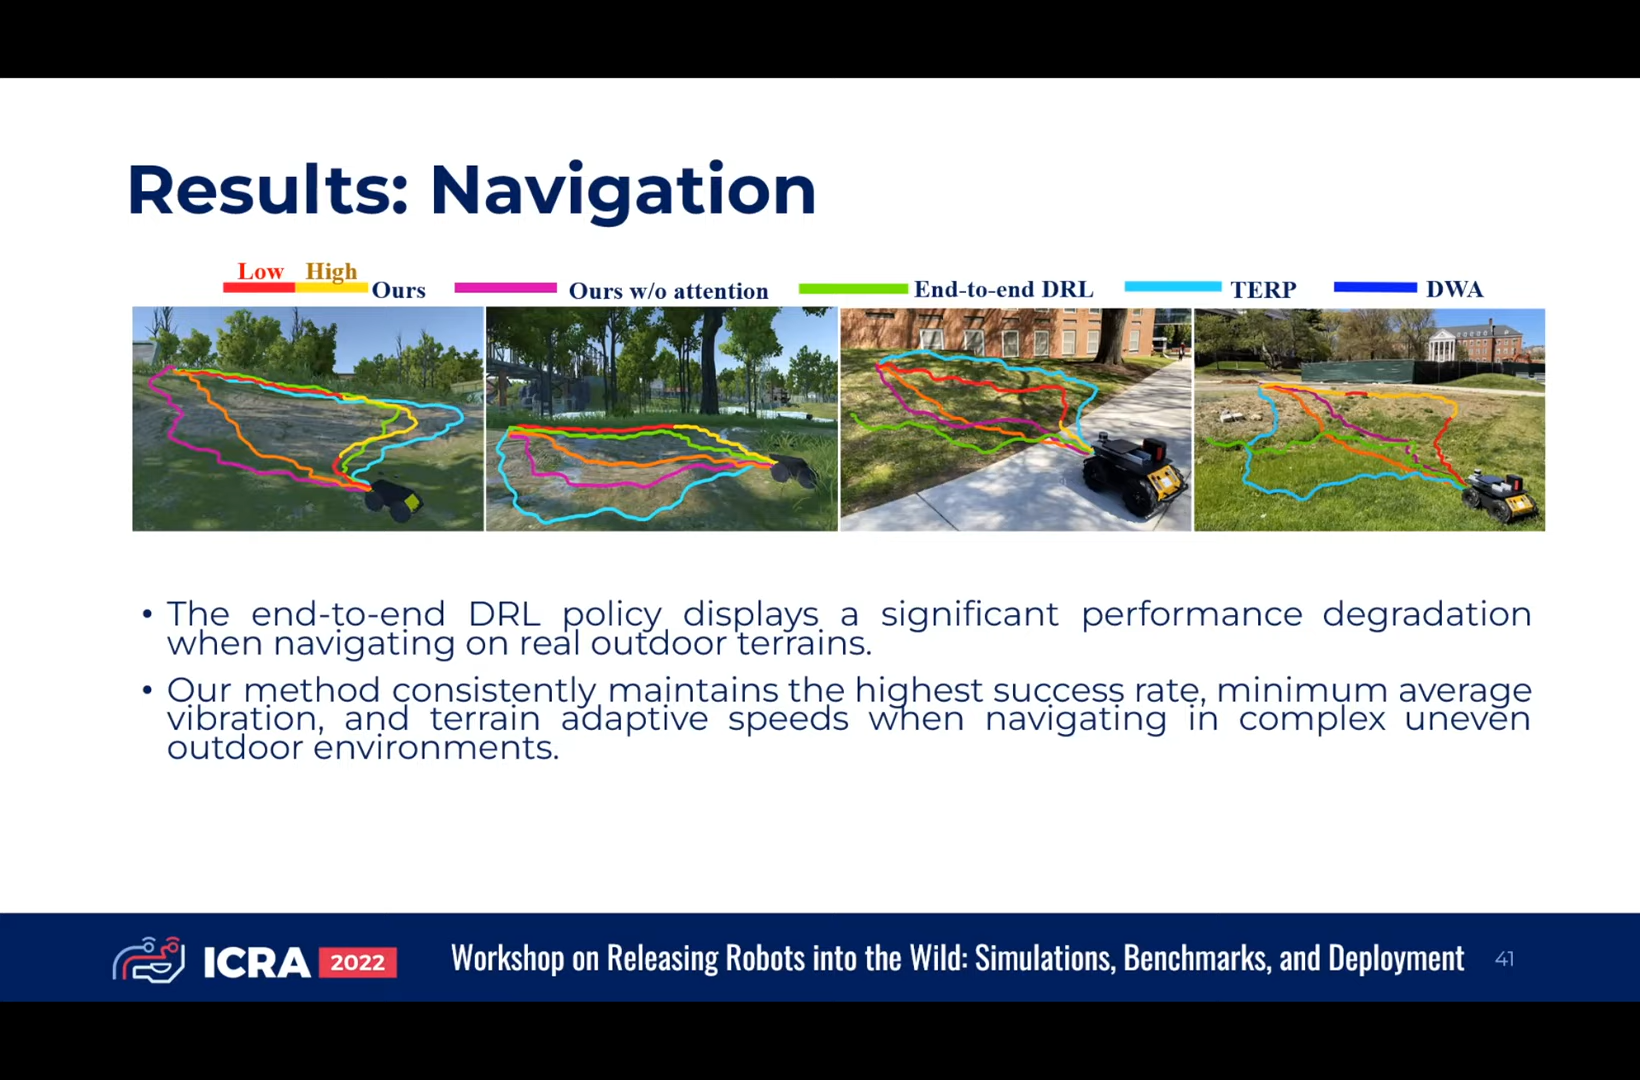 Results: Navigation
Low High
Ours Ours w/o attention End-to-end DRL TERP DWA
• The end-to-end DRL policy displays a significant performance degradation
when navigating on real outdoor terrains.
• Our method consistently maintains the highest success rate, minimum average
vibration, and terrain adaptive speeds when navigating in complex uneven
outdoor environments.
ICRA 2022 Workshop on Releasing Robots into the Wild: Simulations, Benchmarks, and Deployment 41